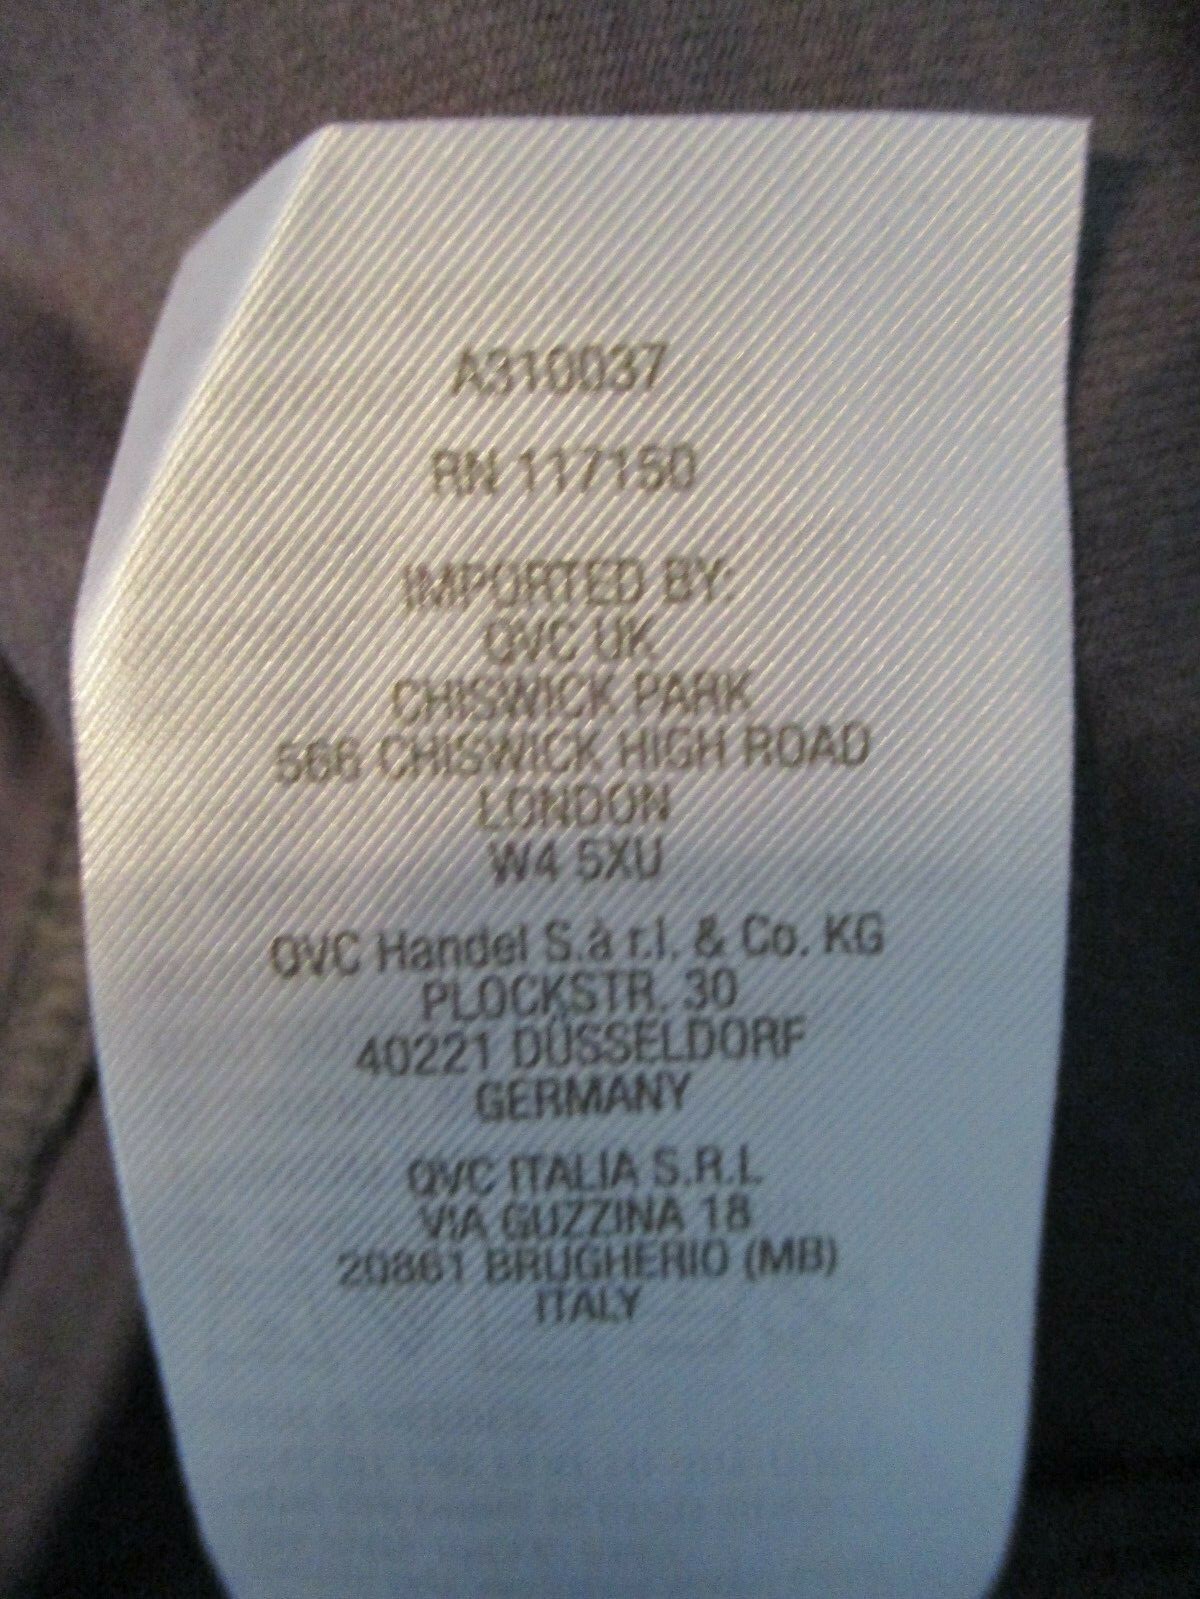 A310037
RN 117150
IMPORTED BY:
QVC UK
CHISWICK PARK
566 CHISWICK HIGH ROAD
LONDON
W4 5XU
QVC Handel S.à r.l. & Co. KG
PLOCKSTR. 30
40221 DÜSSELDORF
GERMANY
QVC ITALIA S.R.L
VIA GUZZINA 18
20861 BRUGHERIO (MB)
ITALY